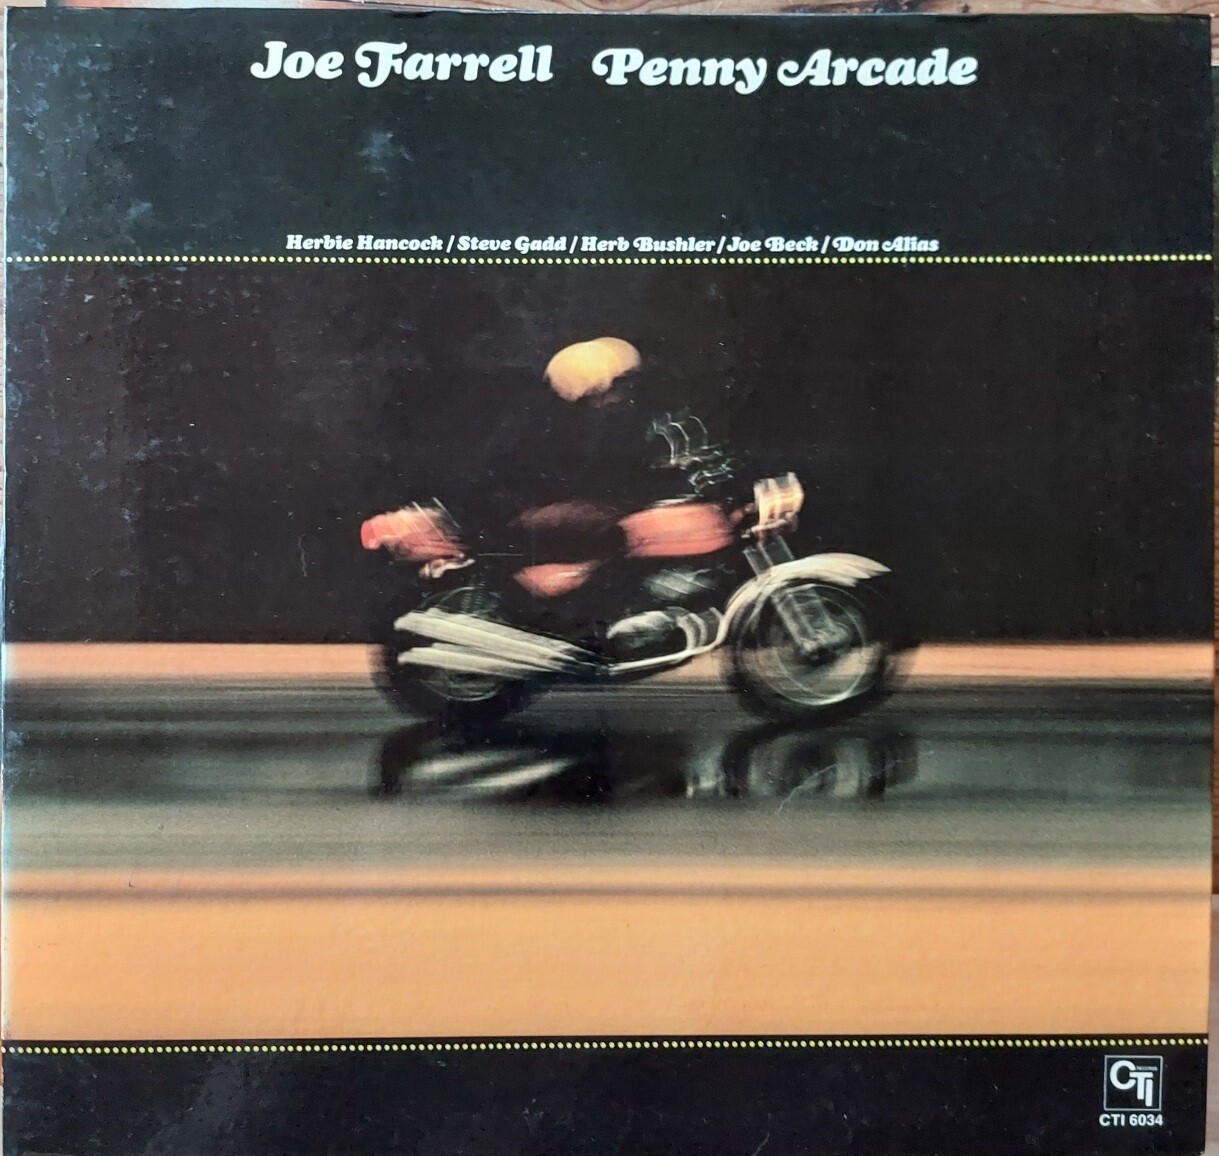 Joe Farrell Penny Arcade
Herbie Hancock / Steve Gadd / Herb Bushler / Joe Beck / Don Alias
CTI
CTI 6034